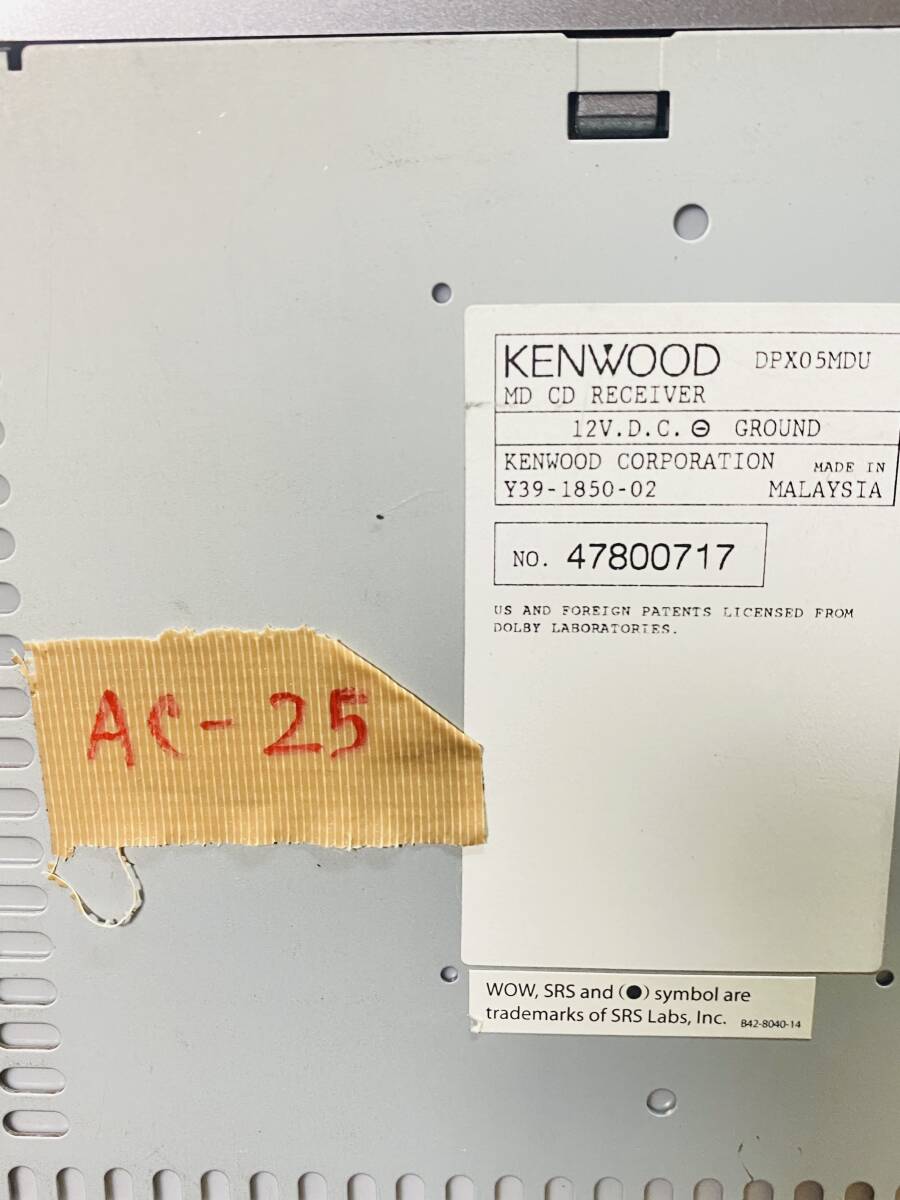 KENWOOD DPX05MDU
MD CD RECEIVER
12V.D.C. ⊖ GROUND
KENWOOD CORPORATION MADE IN
Y39-1850-02 MALAYSIA
NO. 47800717
US AND FOREIGN PATENTS LICENSED FROM
DOLBY LABORATORIES.
AC-25
WOW, SRS and (●) symbol are
trademarks of SRS Labs, Inc. B42-8040-14